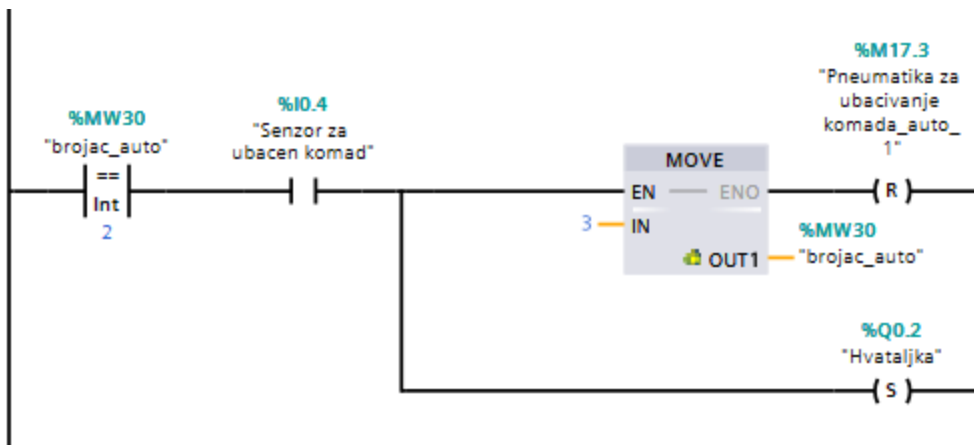 %M17.3
"Pneumatika za
ubacivanje
komada_auto_
1"
%MW30
"brojac_auto"
%I0.4
"Senzor za
ubacen komad"
==
Int
2
MOVE
EN
ENO
R
3
IN
OUT1
%MW30
"brojac_auto"
%Q0.2
"Hvataljka"
S